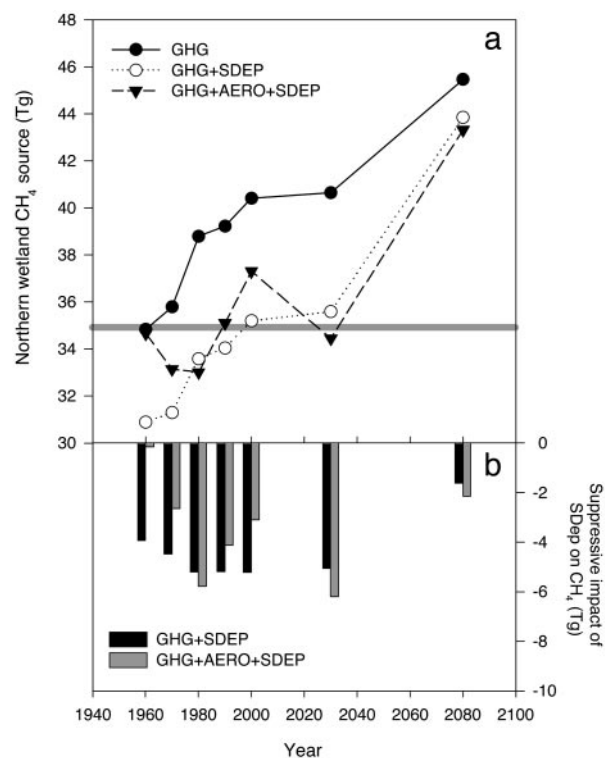 48
46
44
42
40
38
36
34
32
30
Northern wetland CH₄ source (Tg)
a
GHG
GHG+SDEP
GHG+AERO+SDEP
b
0
-2
-4
-6
-8
-10
Suppressive impact of
SDep on CH₄ (Tg)
GHG+SDEP
GHG+AERO+SDEP
1940 1960 1980 2000 2020 2040 2060 2080 2100
Year